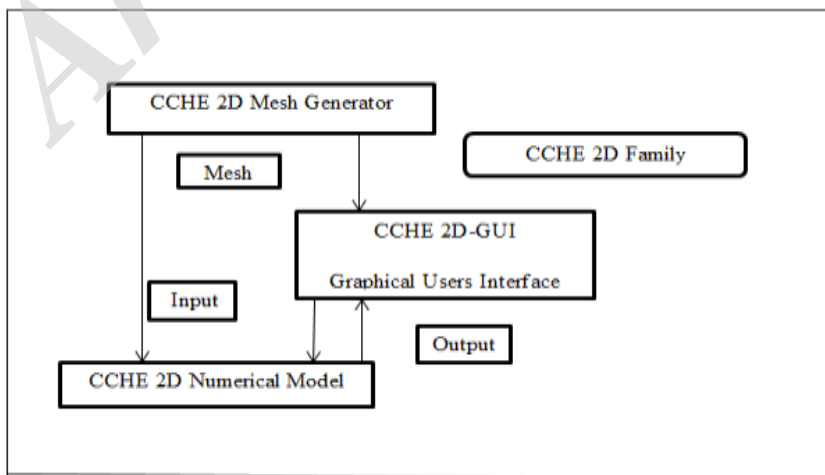 CCHE 2D Mesh Generator
CCHE 2D Family
Mesh
CCHE 2D-GUI
Graphical Users Interface
Input
Output
CCHE 2D Numerical Model